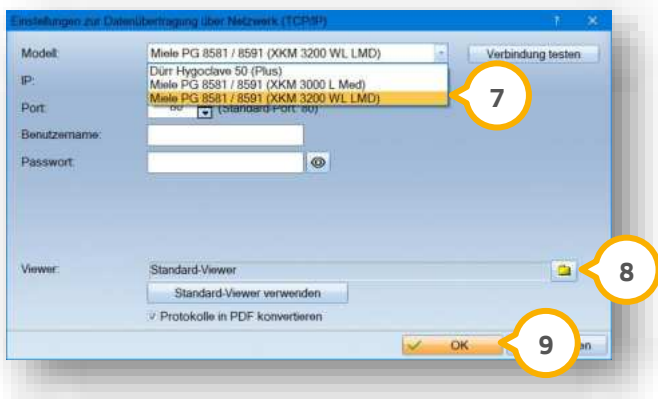 Einstellungen zur Datenübertragung über Netzwerk (TCP/IP) ? ×
Modell: Miele PG 8581 / 8591 (XKM 3200 WL LMD) Verbindung testen
Dürr Hygoclave 50 (Plus)
IP: Miele PG 8581 / 8591 (XKM 3000 L Med)
Miele PG 8581 / 8591 (XKM 3200 WL LMD)
7
Port: 80 (Standard-Port: 80)
Benutzername:
Passwort:
Viewer: Standard-Viewer
8
Standard-Viewer verwenden
Protokolle in PDF konvertieren
OK
9
en